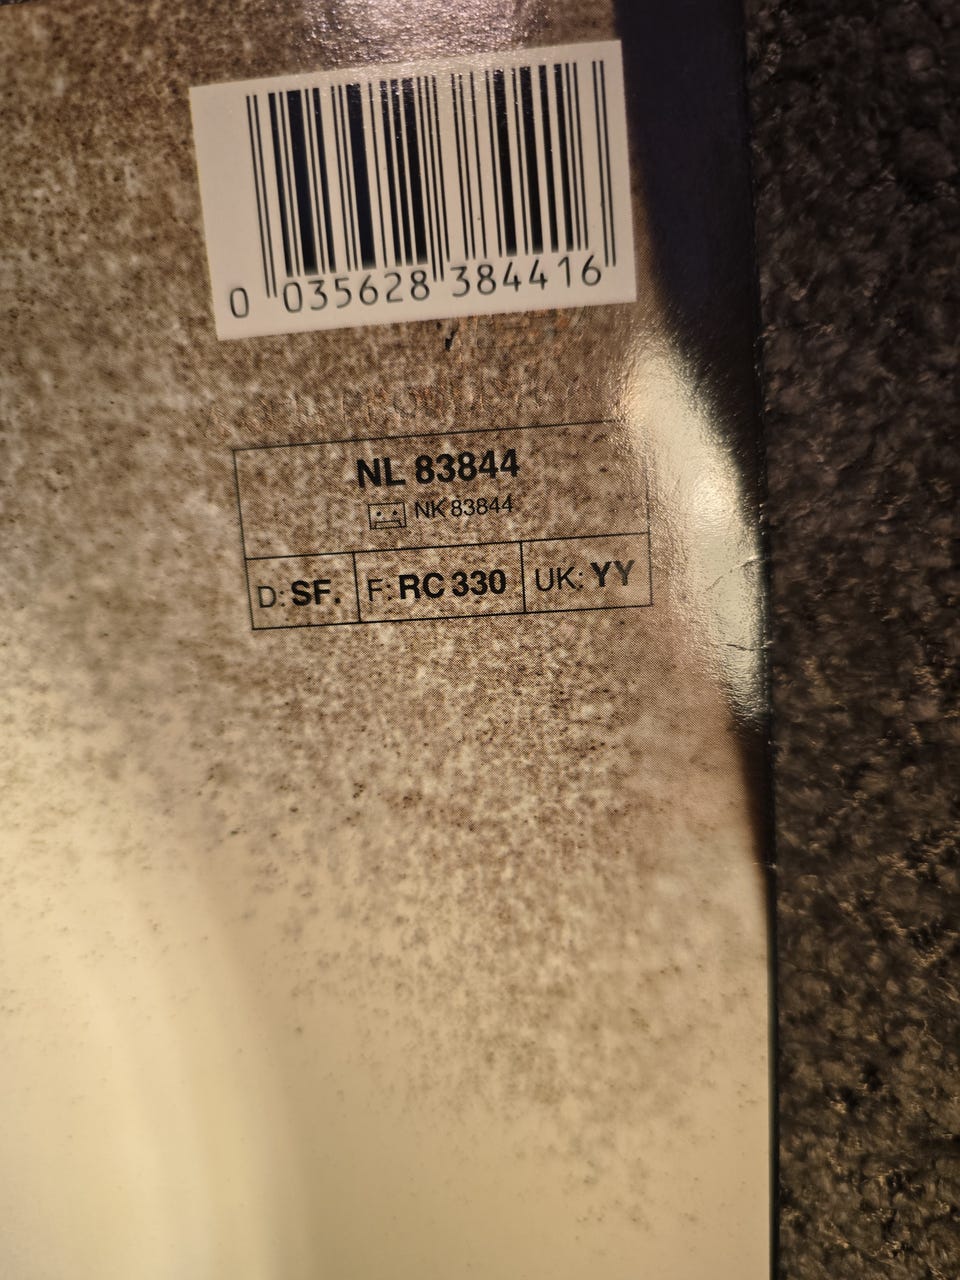 0 035628 384416
NL 83844
NK 83844
D: SF. F: RC 330 UK: YY